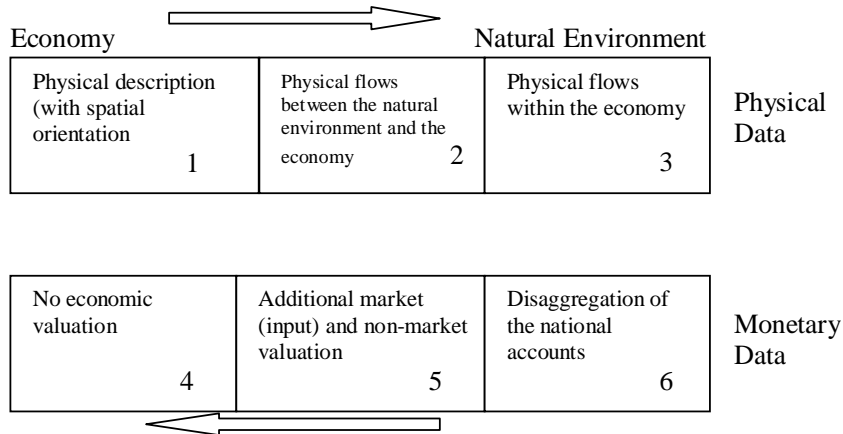 Economy
Natural Environment
Physical description
(with spatial
orientation
1
Physical flows
between the natural
environment and the
economy
2
Physical flows
within the economy
3
Physical
Data
No economic
valuation
4
Additional market
(input) and non-market
valuation
5
Disaggregation of
the national
accounts
6
Monetary
Data